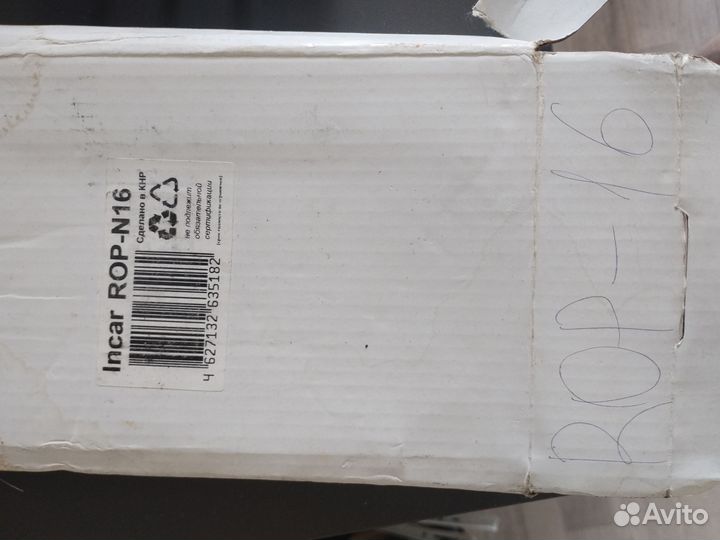 Incar ROP-N16
Сделано в КНР
не подлежит
обязательной
сертификации
4 627132 635182
ROP-16
Avito